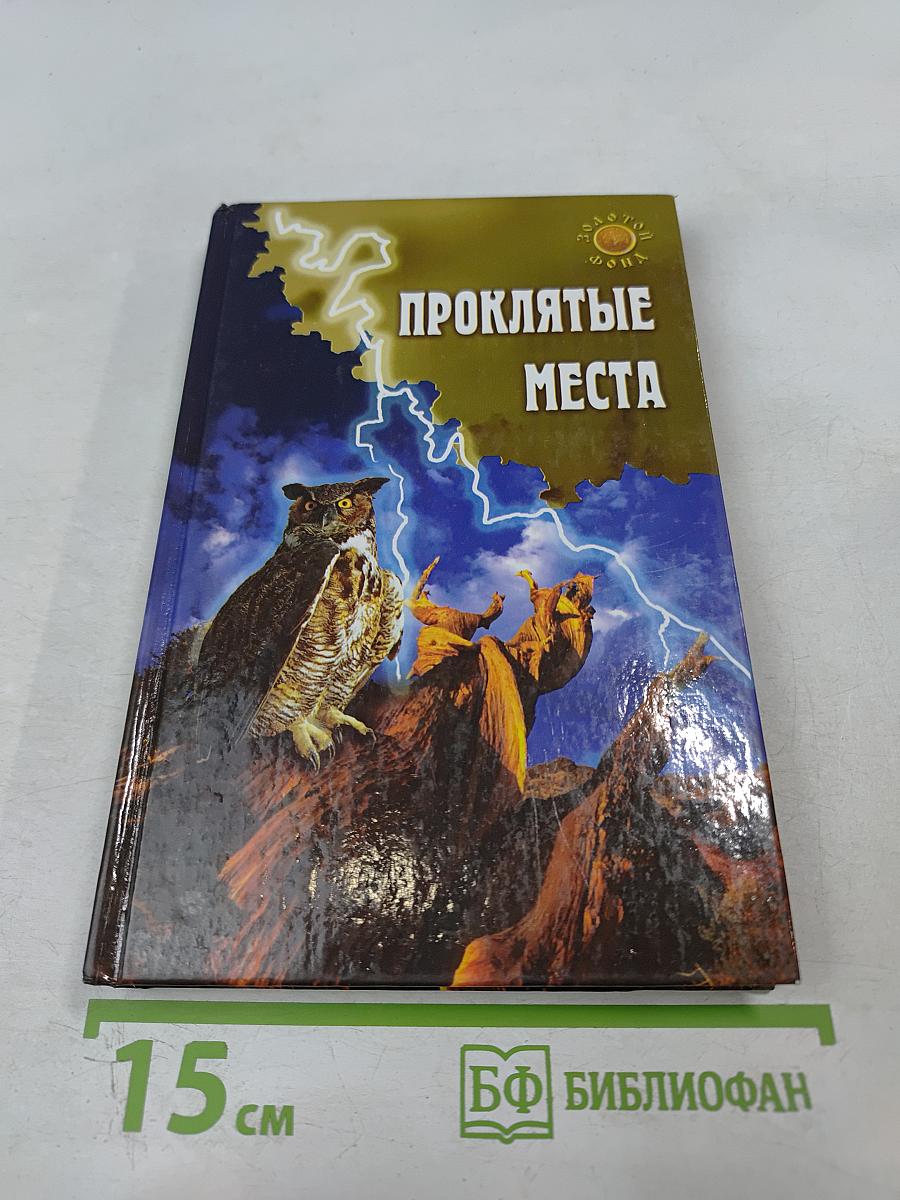 ЗОЛОТОЙ
ФОНД
ПРОКЛЯТЫЕ
МЕСТА
15 см
БФ БИБЛИОФАН